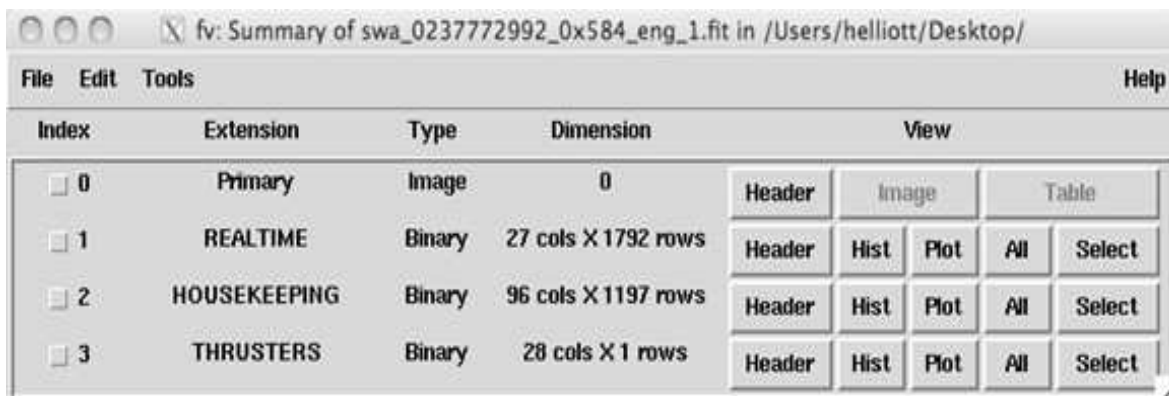 X fv: Summary of swa_0237772992_0x584_eng_1.fit in /Users/helliott/Desktop/
File Edit Tools Help
Index Extension Type Dimension View
0 Primary Image 0 Header Image Table
1 REALTIME Binary 27 cols X 1792 rows Header Hist Plot All Select
2 HOUSEKEEPING Binary 96 cols X 1197 rows Header Hist Plot All Select
3 THRUSTERS Binary 28 cols X 1 rows Header Hist Plot All Select